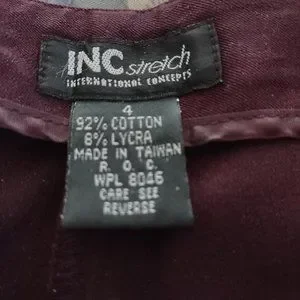 INC stretch
INTERNATIONAL CONCEPTS
4
92% COTTON
8% LYCRA
MADE IN TAIWAN
R. O. C.
WPL 8046
CARE SEE
REVERSE